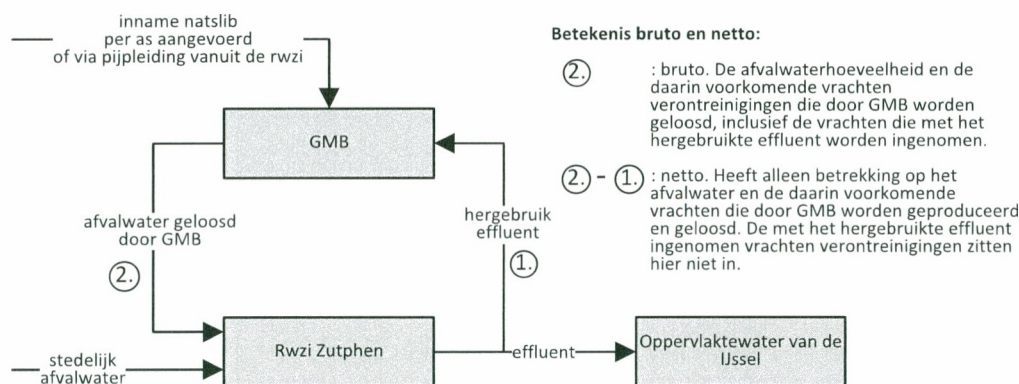 inname natslib
per as aangevoerd
of via pijpleiding vanuit de rwzi
GMB
afvalwater geloosd
door GMB
2.
hergebruik
effluent
1.
stedelijk
afvalwater
Rwzi Zutphen
effluent
Oppervlaktewater van de
IJssel
Betekenis bruto en netto:
2. : bruto. De afvalwaterhoeveelheid en de
daarin voorkomende vrachten
verontreinigingen die door GMB worden
geloosd, inclusief de vrachten die met het
hergebruikte effluent worden ingenomen.
2. - 1. : netto. Heeft alleen betrekking op het
afvalwater en de daarin voorkomende
vrachten die door GMB worden geproduceerd
en geloosd. De met het hergebruikte effluent
ingenomen vrachten verontreinigingen zitten
hier niet in.